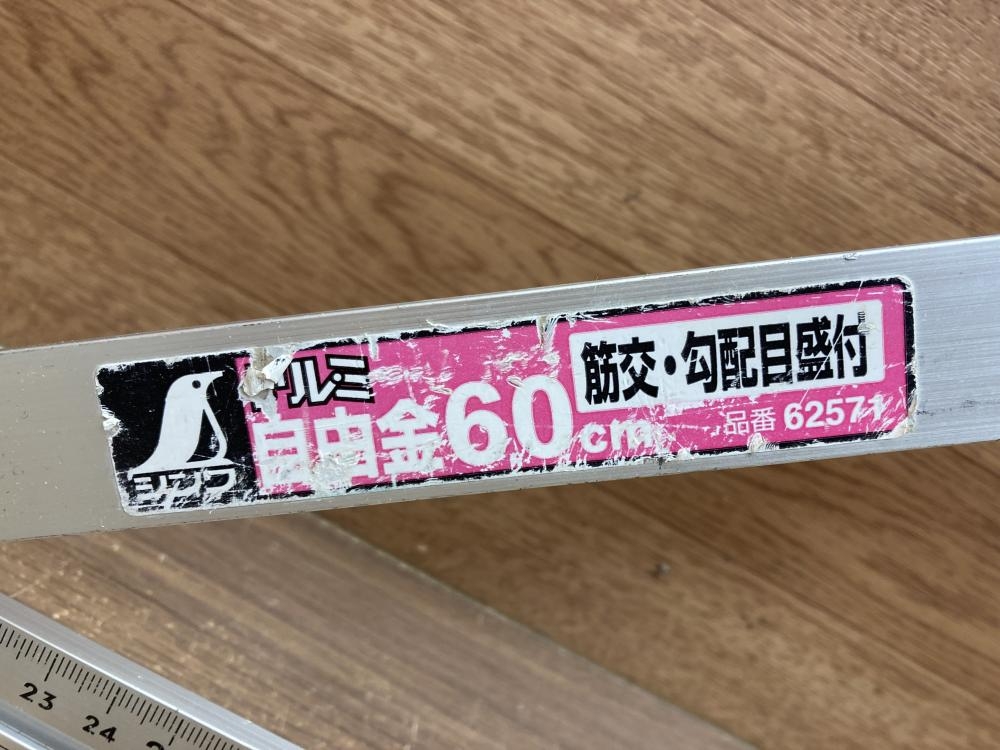 シンワ
アルミ
自由金60cm
筋交・勾配目盛付
品番 62571
23 24